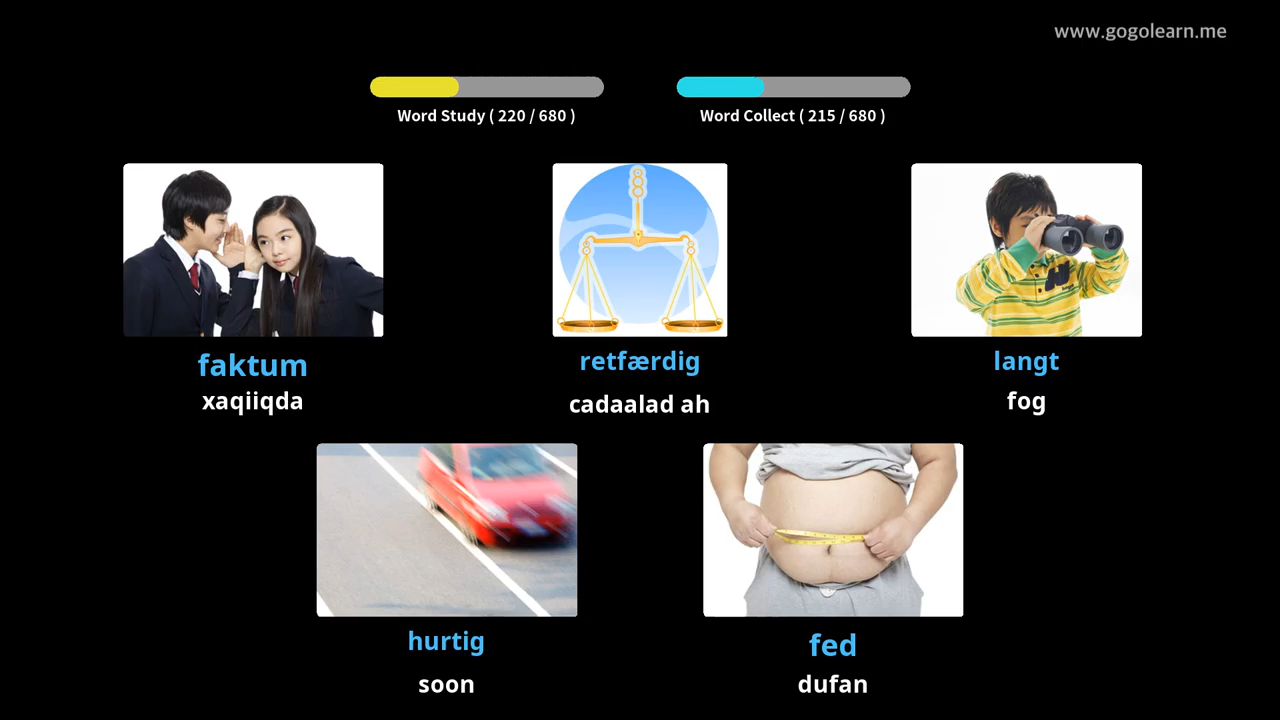 www.gogolearn.me
Word Study ( 220 / 680 )
Word Collect ( 215 / 680 )
faktum
xaqiiqda
retfærdig
cadaalad ah
langt
fog
hurtig
soon
fed
dufan